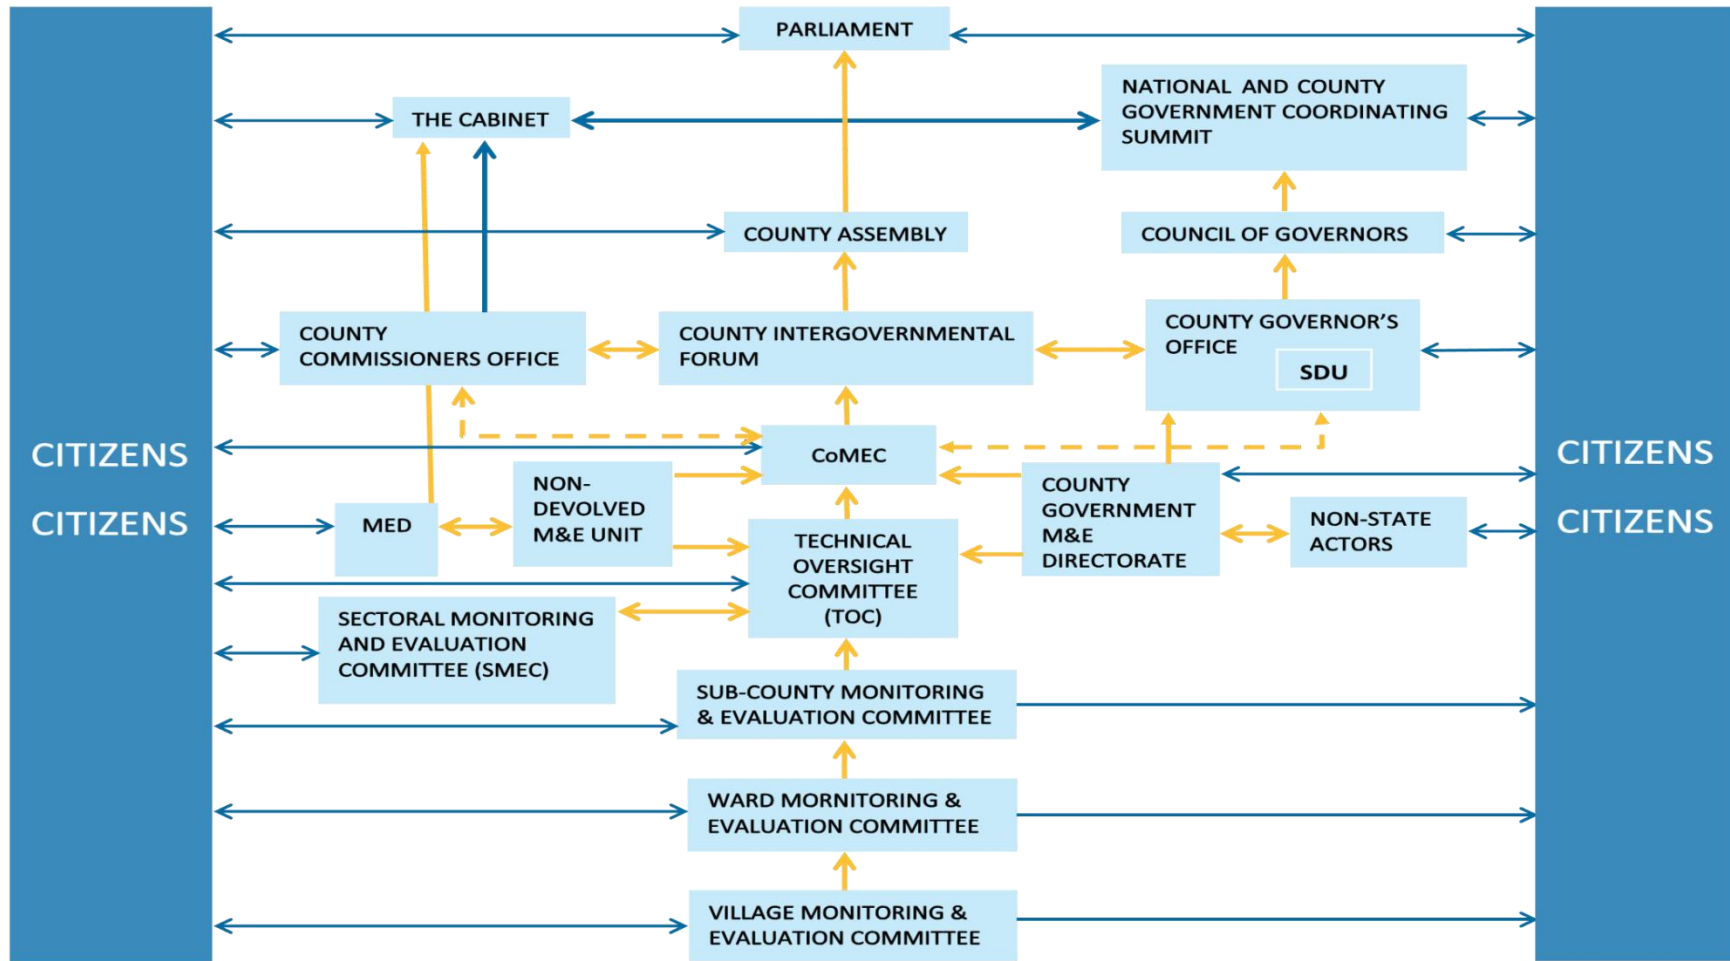 PARLIAMENT
NATIONAL AND COUNTY
GOVERNMENT COORDINATING
SUMMIT
THE CABINET
COUNTY ASSEMBLY
COUNCIL OF GOVERNORS
COUNTY
COMMISSIONERS OFFICE
COUNTY INTERGOVERNMENTAL
FORUM
COUNTY GOVERNOR'S
OFFICE
SDU
CITIZENS
CITIZENS
CoMEC
MED
NON-
DEVOLVED
M&E UNIT
COUNTY
GOVERNMENT
M&E
DIRECTORATE
NON-STATE
ACTORS
CITIZENS
CITIZENS
TECHNICAL
OVERSIGHT
COMMITTEE
(TOC)
SECTORAL MONITORING
AND EVALUATION
COMMITTEE (SMEC)
SUB-COUNTY MONITORING
& EVALUATION COMMITTEE
WARD MORNITORING &
EVALUATION COMMITTEE
VILLAGE MONITORING &
EVALUATION COMMITTEE